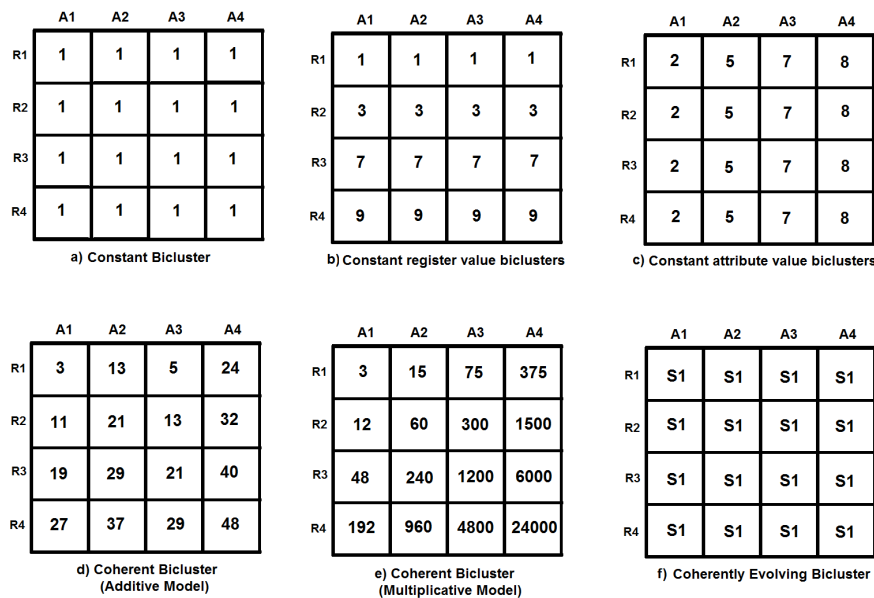 A1 A2 A3 A4
R1 1 1 1 1
R2 1 1 1 1
R3 1 1 1 1
R4 1 1 1 1
a) Constant Bicluster
A1 A2 A3 A4
R1 1 1 1 1
R2 3 3 3 3
R3 7 7 7 7
R4 9 9 9 9
b) Constant register value biclusters
A1 A2 A3 A4
R1 2 5 7 8
R2 2 5 7 8
R3 2 5 7 8
R4 2 5 7 8
c) Constant attribute value biclusters
A1 A2 A3 A4
R1 3 13 5 24
R2 11 21 13 32
R3 19 29 21 40
R4 27 37 29 48
d) Coherent Bicluster
(Additive Model)
A1 A2 A3 A4
R1 3 15 75 375
R2 12 60 300 1500
R3 48 240 1200 6000
R4 192 960 4800 24000
e) Coherent Bicluster
(Multiplicative Model)
A1 A2 A3 A4
R1 S1 S1 S1 S1
R2 S1 S1 S1 S1
R3 S1 S1 S1 S1
R4 S1 S1 S1 S1
f) Coherently Evolving Bicluster